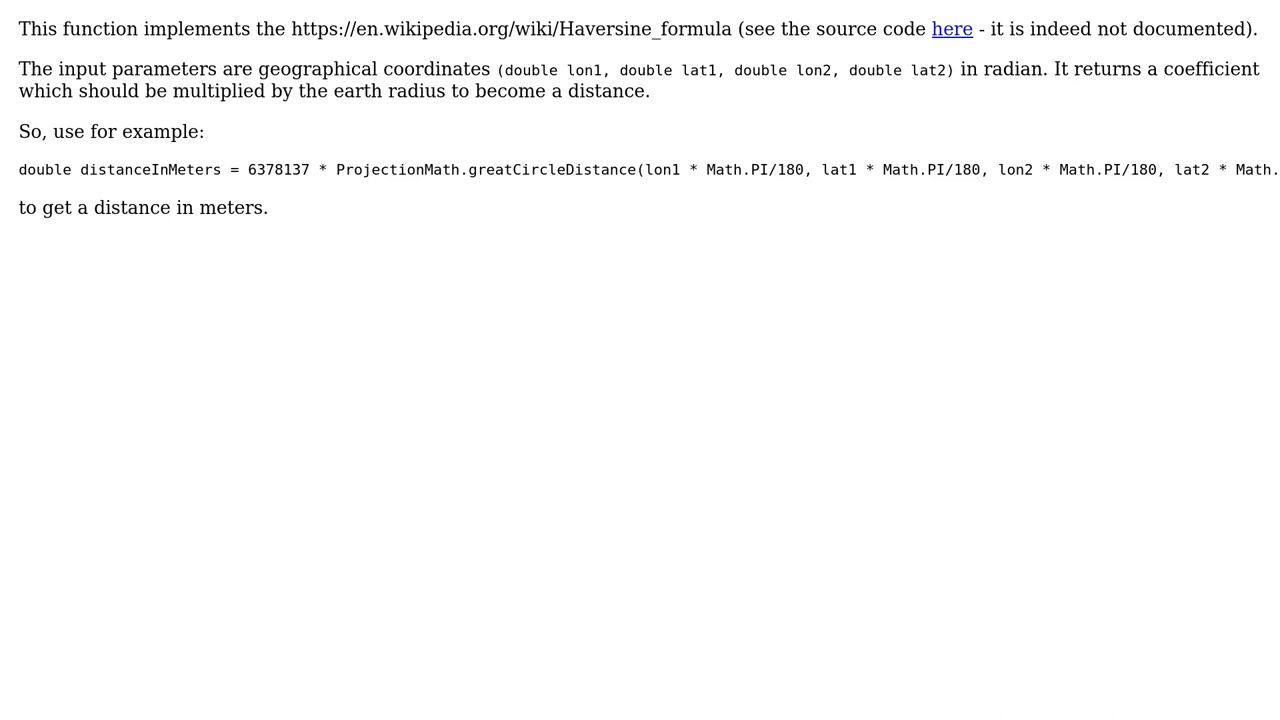 This function implements the https://en.wikipedia.org/wiki/Haversine_formula (see the source code here - it is indeed not documented).
The input parameters are geographical coordinates (double lon1, double lat1, double lon2, double lat2) in radian. It returns a coefficient
which should be multiplied by the earth radius to become a distance.
So, use for example:
double distanceInMeters = 6378137 * ProjectionMath.greatCircleDistance(lon1 * Math.PI/180, lat1 * Math.PI/180, lon2 * Math.PI/180, lat2 * Math.
to get a distance in meters.